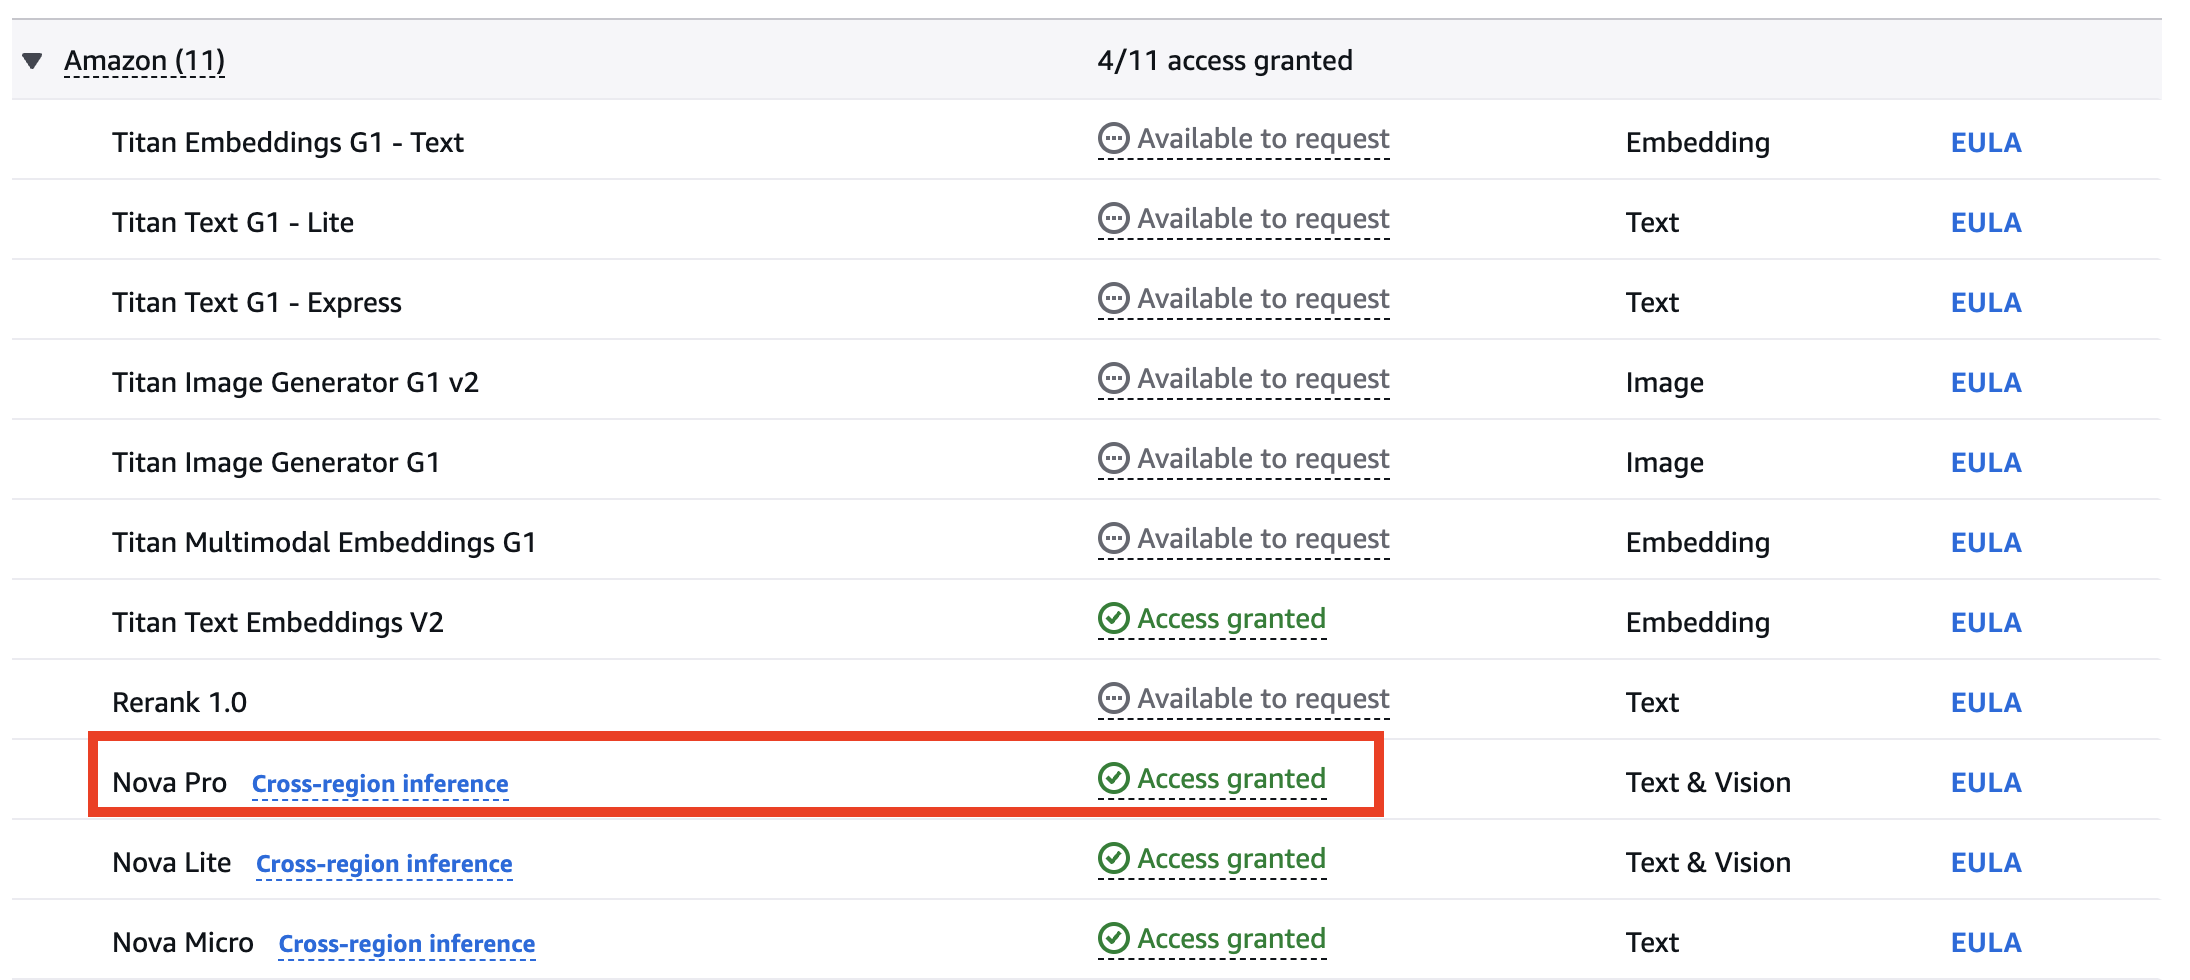 Amazon (11) 4/11 access granted
Titan Embeddings G1 - Text Available to request Embedding EULA
Titan Text G1 - Lite Available to request Text EULA
Titan Text G1 - Express Available to request Text EULA
Titan Image Generator G1 v2 Available to request Image EULA
Titan Image Generator G1 Available to request Image EULA
Titan Multimodal Embeddings G1 Available to request Embedding EULA
Titan Text Embeddings V2 Access granted Embedding EULA
Rerank 1.0 Available to request Text EULA
Nova Pro Cross-region inference Access granted Text & Vision EULA
Nova Lite Cross-region inference Access granted Text & Vision EULA
Nova Micro Cross-region inference Access granted Text EULA